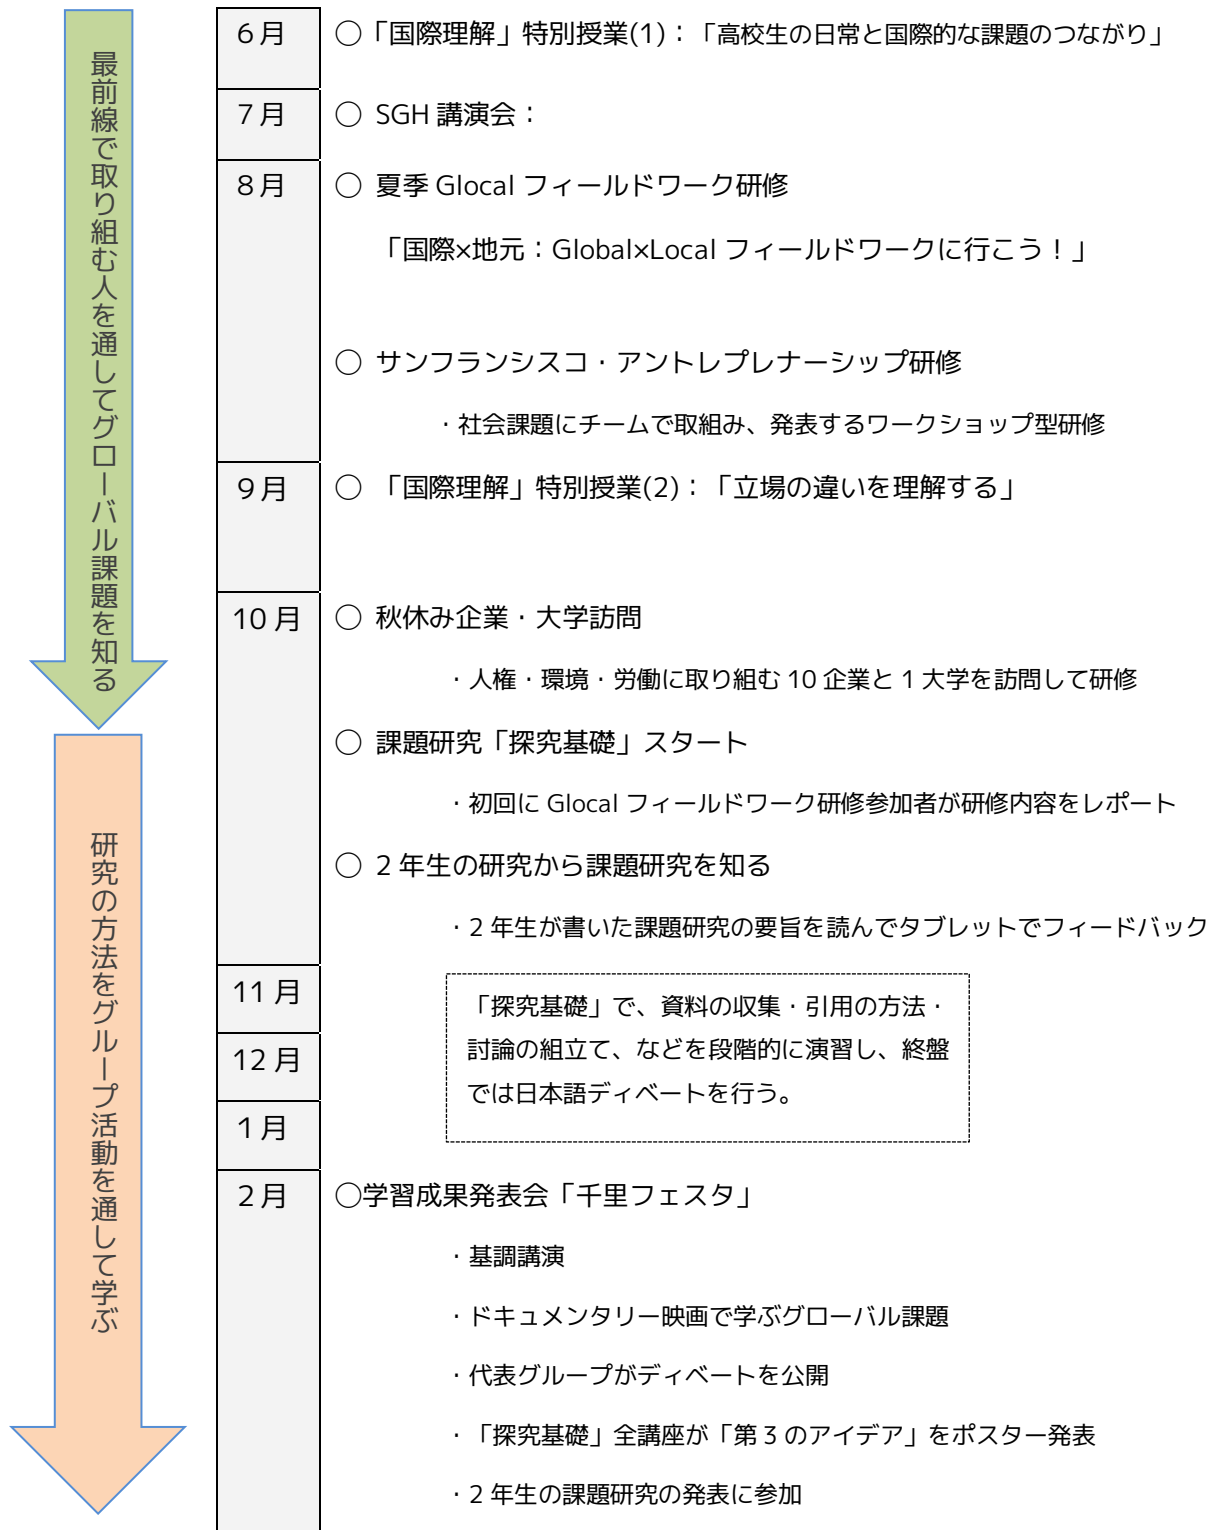 最前線で取り組む人を通してグローバル課題を知る
研究の方法をグループ活動を通して学ぶ
6月
○「国際理解」特別授業(1)：「高校生の日常と国際的な課題のつながり」
7月
○ SGH 講演会：
8月
○ 夏季 Glocal フィールドワーク研修
「国際×地元：Global×Local フィールドワークに行こう！」
○ サンフランシスコ・アントレプレナーシップ研修
・社会課題にチームで取組み、発表するワークショップ型研修
9月
○ 「国際理解」特別授業(2)：「立場の違いを理解する」
10月
○ 秋休み企業・大学訪問
・人権・環境・労働に取り組む 10 企業と 1 大学を訪問して研修
○ 課題研究「探究基礎」スタート
・初回に Glocal フィールドワーク研修参加者が研修内容をレポート
○ 2 年生の研究から課題研究を知る
・2 年生が書いた課題研究の要旨を読んでタブレットでフィードバック
11月
12月
1月
「探究基礎」で、資料の収集・引用の方法・
討論の組立て、などを段階的に演習し、終盤
では日本語ディベートを行う。
2月
○学習成果発表会「千里フェスタ」
・基調講演
・ドキュメンタリー映画で学ぶグローバル課題
・代表グループがディベートを公開
・「探究基礎」全講座が「第 3 のアイデア」をポスター発表
・2 年生の課題研究の発表に参加